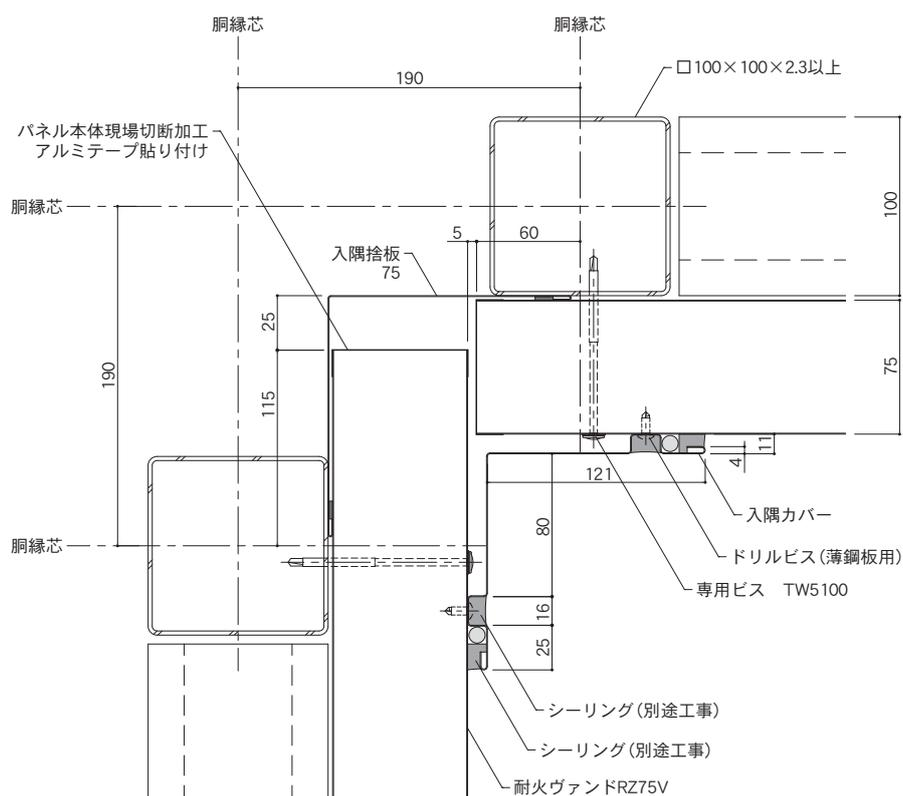 胴縁芯
胴縁芯
190
□100×100×2.3以上
パネル本体現場切断加工
アルミテープ貼り付け
胴縁芯
100
5
60
入隅捨板
75
25
190
115
75
11
4
121
入隅カバー
80
胴縁芯
ドリルビス(薄鋼板用)
専用ビス　TW5100
16
25
シーリング(別途工事)
シーリング(別途工事)
耐火ヴァンドRZ75V